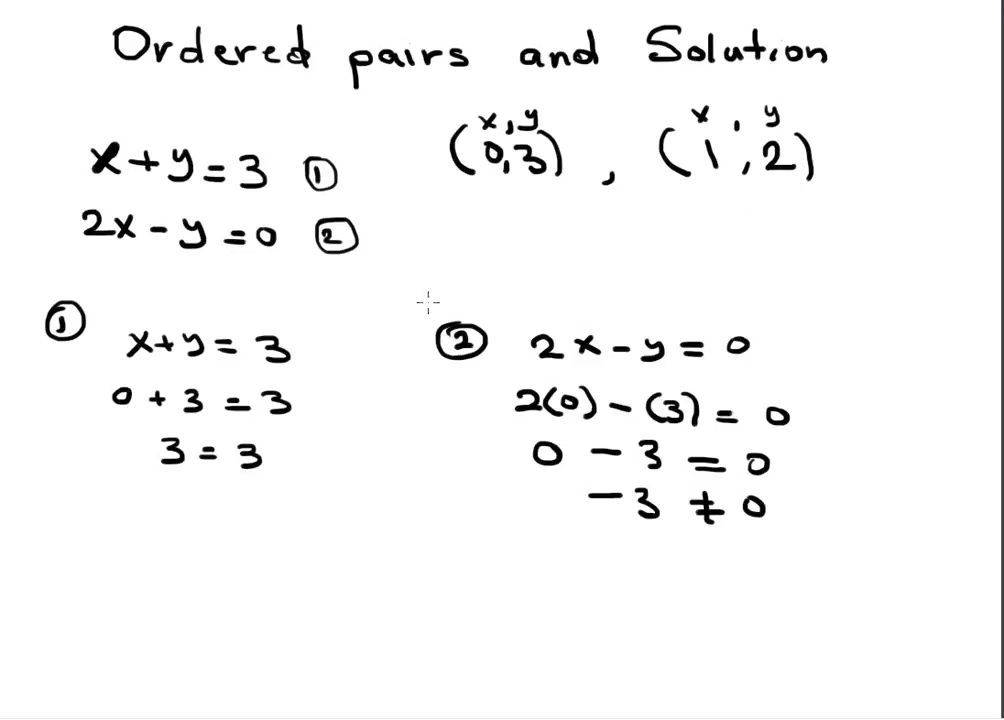 Ordered pairs and Solution
x + y = 3 ①
2x - y = 0 ②
x, y
(0, 3) ,
x , y
(1, 2)
①
x + y = 3
0 + 3 = 3
3 = 3
② 2x - y = 0
2(0) - (3) = 0
0 - 3 = 0
-3 ≠ 0